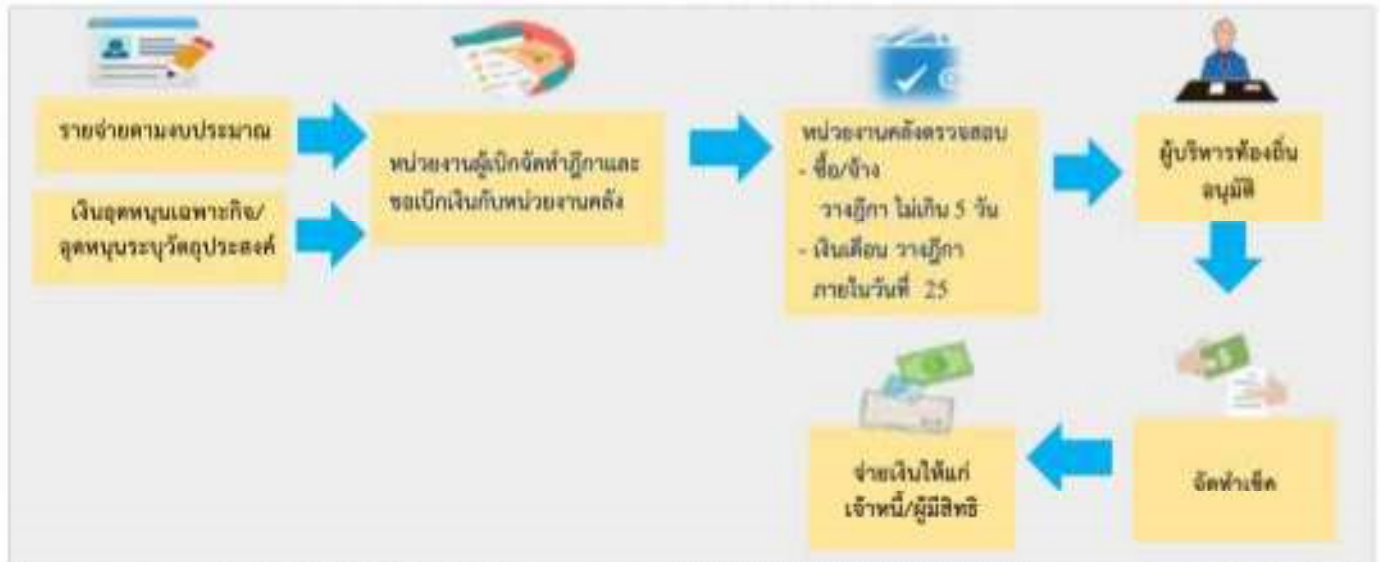 รายจ่ายตามงบประมาณ
เงินอุดหนุนเฉพาะกิจ/
อุดหนุนระบุวัตถุประสงค์
หน่วยงานผู้เบิกจัดทำฎีกาและ
ขอเบิกเงินกับหน่วยงานคลัง
หน่วยงานคลังตรวจสอบ
- ซื้อ/จ้าง
วางฎีกา ไม่เกิน 5 วัน
- เงินเดือน วางฎีกา
ภายในวันที่ 25
ผู้บริหารท้องถิ่น
อนุมัติ
จัดทำเช็ค
จ่ายเงินให้แก่
เจ้าหนี้/ผู้มีสิทธิ